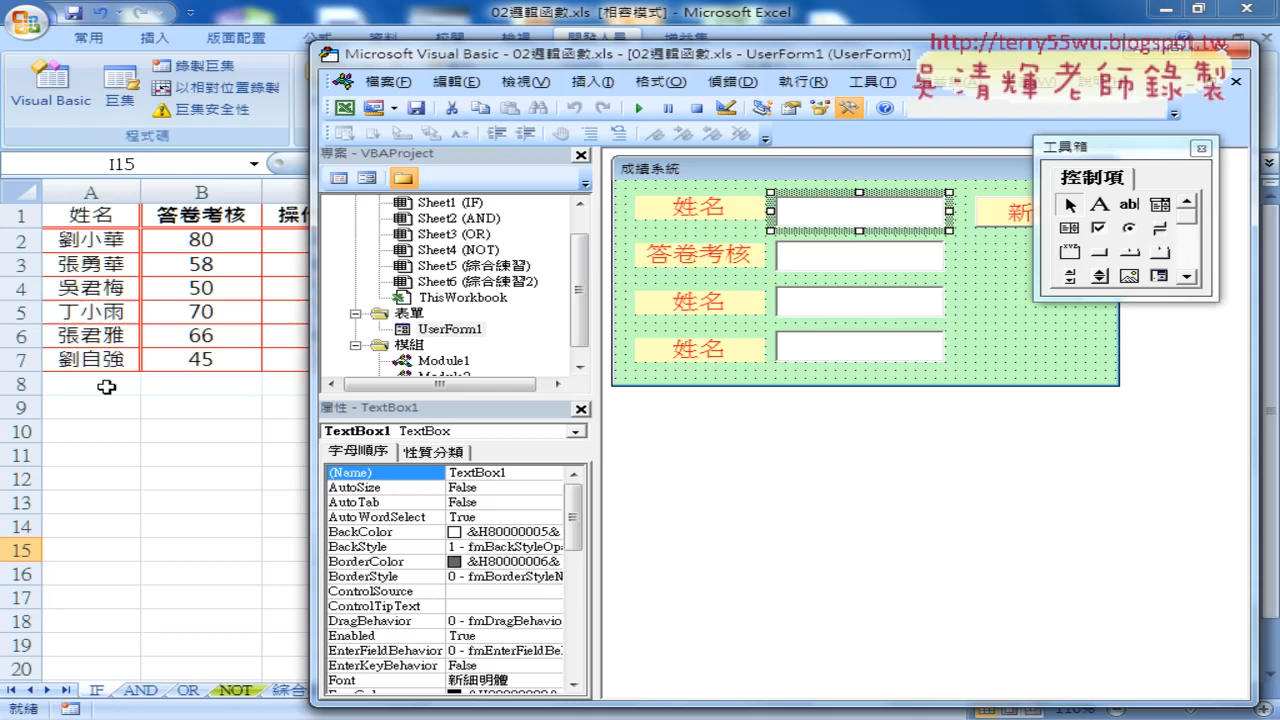 02邏輯函數.xls [相容模式] - Microsoft Excel
http://terry55wu.blogspot.tw
吳清輝老師錄製
常用 插入 版面配置
Visual Basic 巨集 錄製巨集 以相對位置錄製 巨集安全性
程式碼
Microsoft Visual Basic - 02邏輯函數.xls - [02邏輯函數.xls - UserForm1 (UserForm)]
檔案(F) 編輯(E) 檢視(V) 插入(I) 格式(O) 偵錯(D) 執行(R) 工具(T)
I15
A B
1 姓名 答卷考核
2 劉小華 80
3 張勇華 58
4 吳君梅 50
5 丁小雨 70
6 張君雅 66
7 劉自強 45
8
9
10
11
12
13
14
15
16
17
18
19
20
IF AND OR NOT 綜合
就緒
110%
專案 - VBAProject
Sheet1 (IF)
Sheet2 (AND)
Sheet3 (OR)
Sheet4 (NOT)
Sheet5 (綜合練習)
Sheet6 (綜合練習2)
ThisWorkbook
表單
UserForm1
模組
Module1
屬性 - TextBox1
TextBox1 TextBox
字母順序 性質分類
(Name) TextBox1
AutoSize False
AutoTab False
AutoWordSelect True
BackColor &H80000005&
BackStyle 1 - fmBackStyleOpa
BorderColor &H80000006&
BorderStyle 0 - fmBorderStyleN
ControlSource
ControlTipText
DragBehavior 0 - fmDragBehavio
Enabled True
EnterFieldBehavior 0 - fmEnterFieldBe
EnterKeyBehavior False
Font 新細明體
成績系統
姓名
新
答卷考核
姓名
姓名
工具箱
控制項